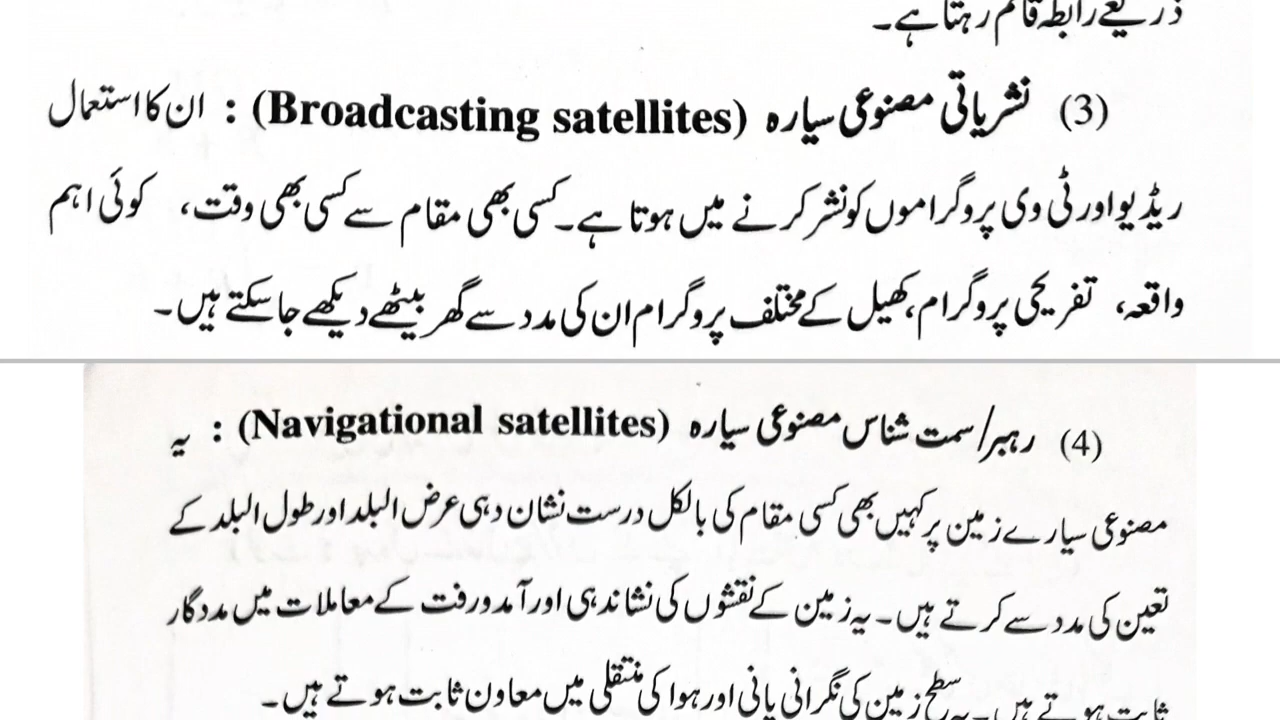 ذریعے رابطہ قائم رہتا ہے۔
(3) نشریاتی مصنوعی سیارہ (Broadcasting satellites) : ان کا استعمال
ریڈیو اور ٹی وی پروگراموں کو نشر کرنے میں ہوتا ہے۔ کسی بھی مقام سے کسی بھی وقت، کوئی اہم
واقعہ، تفریحی پروگرام، کھیل کے مختلف پروگرام ان کی مدد سے گھر بیٹھے دیکھے جا سکتے ہیں۔
(4) رہبر/سمت شناس مصنوعی سیارہ (Navigational satellites) : یہ
مصنوعی سیارے زمین پر کہیں بھی کسی مقام کی بالکل درست نشان دہی عرض البلد اور طول البلد کے
تعین کی مدد سے کرتے ہیں۔ یہ زمین کے نقشوں کی نشاندہی اور آمدورفت کے معاملات میں مددگار
ثابت ہوتے ہیں۔ یہ سطح زمین کی نگرانی پانی اور ہوا کی منتقلی میں معاون ثابت ہوتے ہیں۔